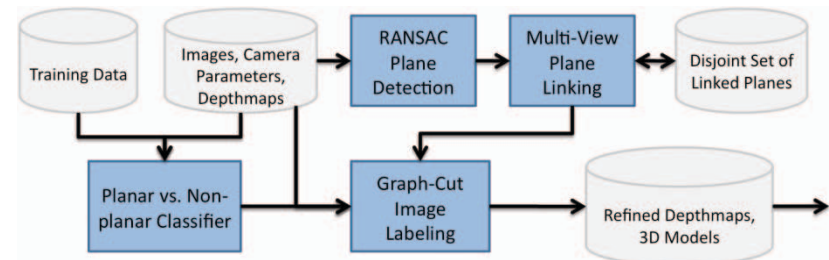 Training Data
Images, Camera
Parameters,
Depthmaps
RANSAC
Plane
Detection
Multi-View
Plane
Linking
Disjoint Set of
Linked Planes
Planar vs. Non-
planar Classifier
Graph-Cut
Image
Labeling
Refined Depthmaps,
3D Models